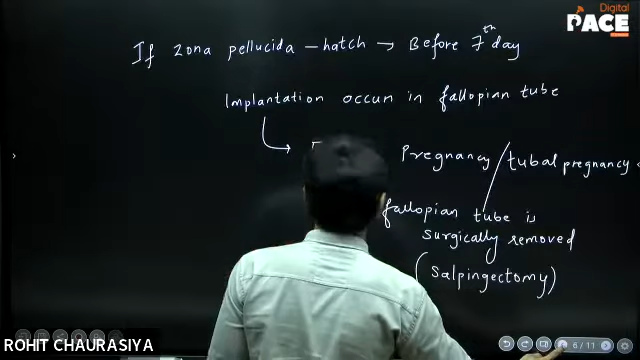 Digital
PACE
If zona pellucida – hatch → Before 7th day
Implantation occurs in fallopian tube
Pregnancy / tubal pregnancy
fallopian tube is
surgically removed
(Salpingectomy)
ROHIT CHAURASIYA
6/11